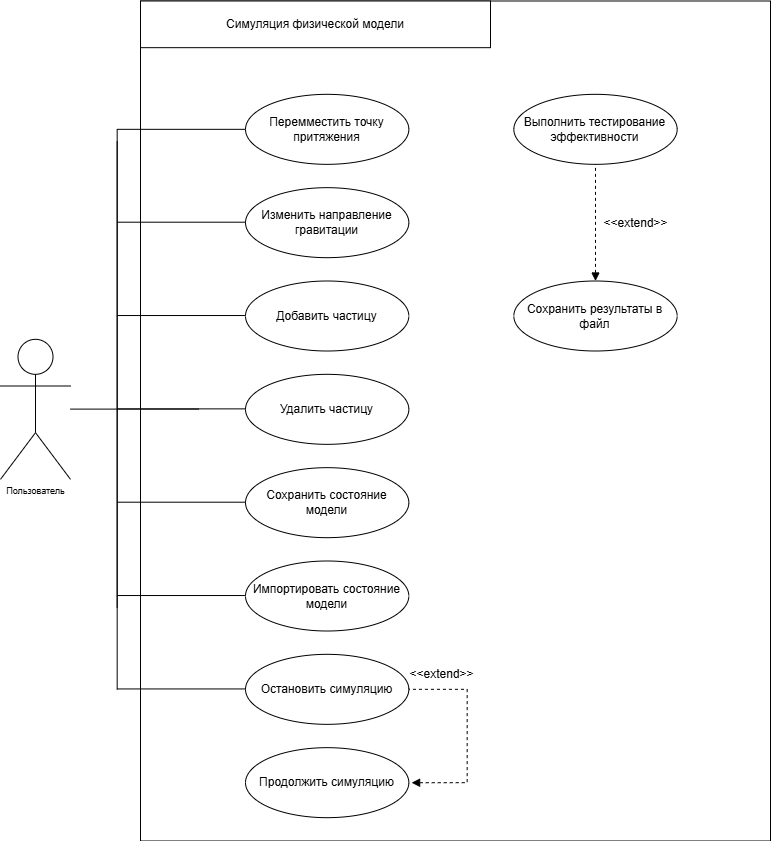 Симуляция физической модели
Перемместить точку
притяжения
Выполнить тестирование
эффективности
Изменить направление
гравитации
<<extend>>
Добавить частицу
Сохранить результаты в
файл
Удалить частицу
Пользователь
Сохранить состояние
модели
Импортировать состояние
модели
Остановить симуляцию
<<extend>>
Продолжить симуляцию